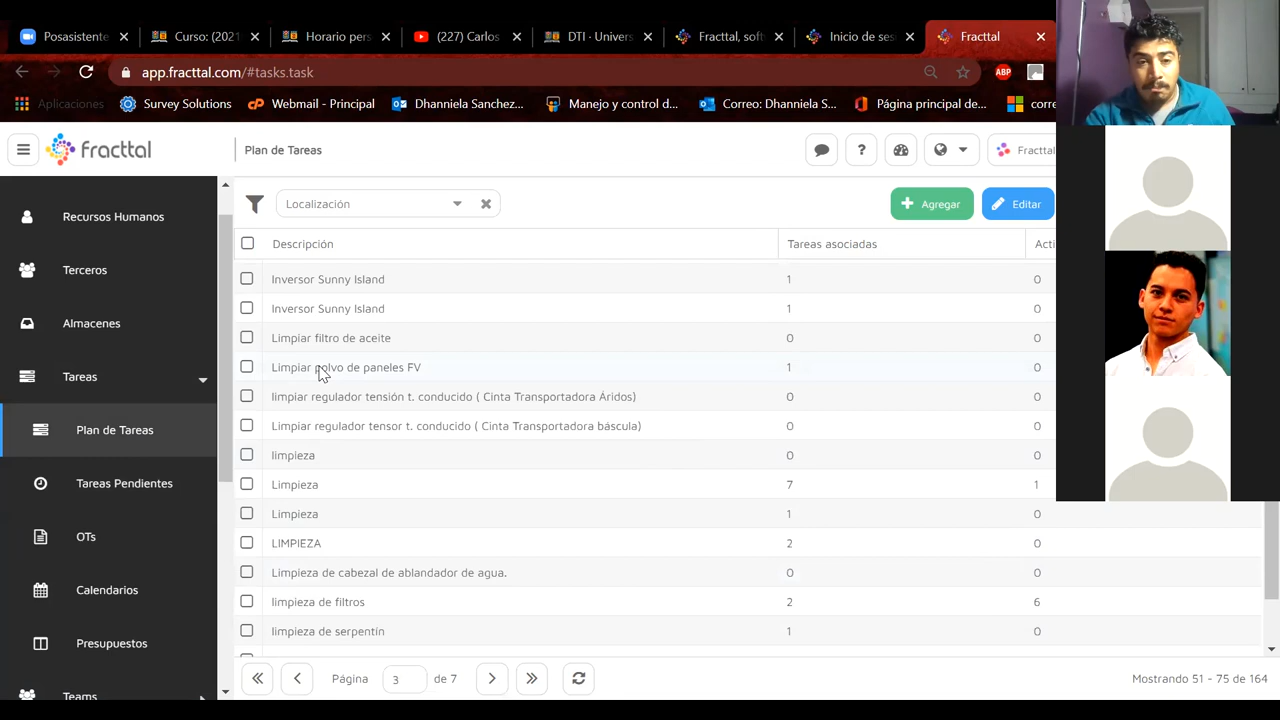 Posasistente
Curso: (2021
Horario pers
(227) Carlos
DTI · Univers
Fracttal, soft
Inicio de ses
Fracttal
app.fracttal.com/#tasks.task
ABP
Aplicaciones
Survey Solutions
Webmail - Principal
Dhanniela Sanchez...
Manejo y control d...
Correo: Dhanniela S...
Página principal de...
corre
fracttal
Plan de Tareas
?
Fracttal
Recursos Humanos
Terceros
Almacenes
Tareas
Plan de Tareas
Tareas Pendientes
OTs
Calendarios
Presupuestos
Teams
Localización
Agregar
Editar
Descripción Tareas asociadas Acti
Inversor Sunny Island 1 0
Inversor Sunny Island 1 0
Limpiar filtro de aceite 0 0
Limpiar polvo de paneles FV 1 0
limpiar regulador tensión t. conducido ( Cinta Transportadora Áridos) 0 0
Limpiar regulador tensor t. conducido ( Cinta Transportadora báscula) 0 0
limpieza 0 0
Limpieza 7 1
Limpieza 1 0
LIMPIEZA 2 0
Limpieza de cabezal de ablandador de agua. 0 0
limpieza de filtros 2 6
limpieza de serpentín 1 0
Página 3 de 7
Mostrando 51 - 75 de 164